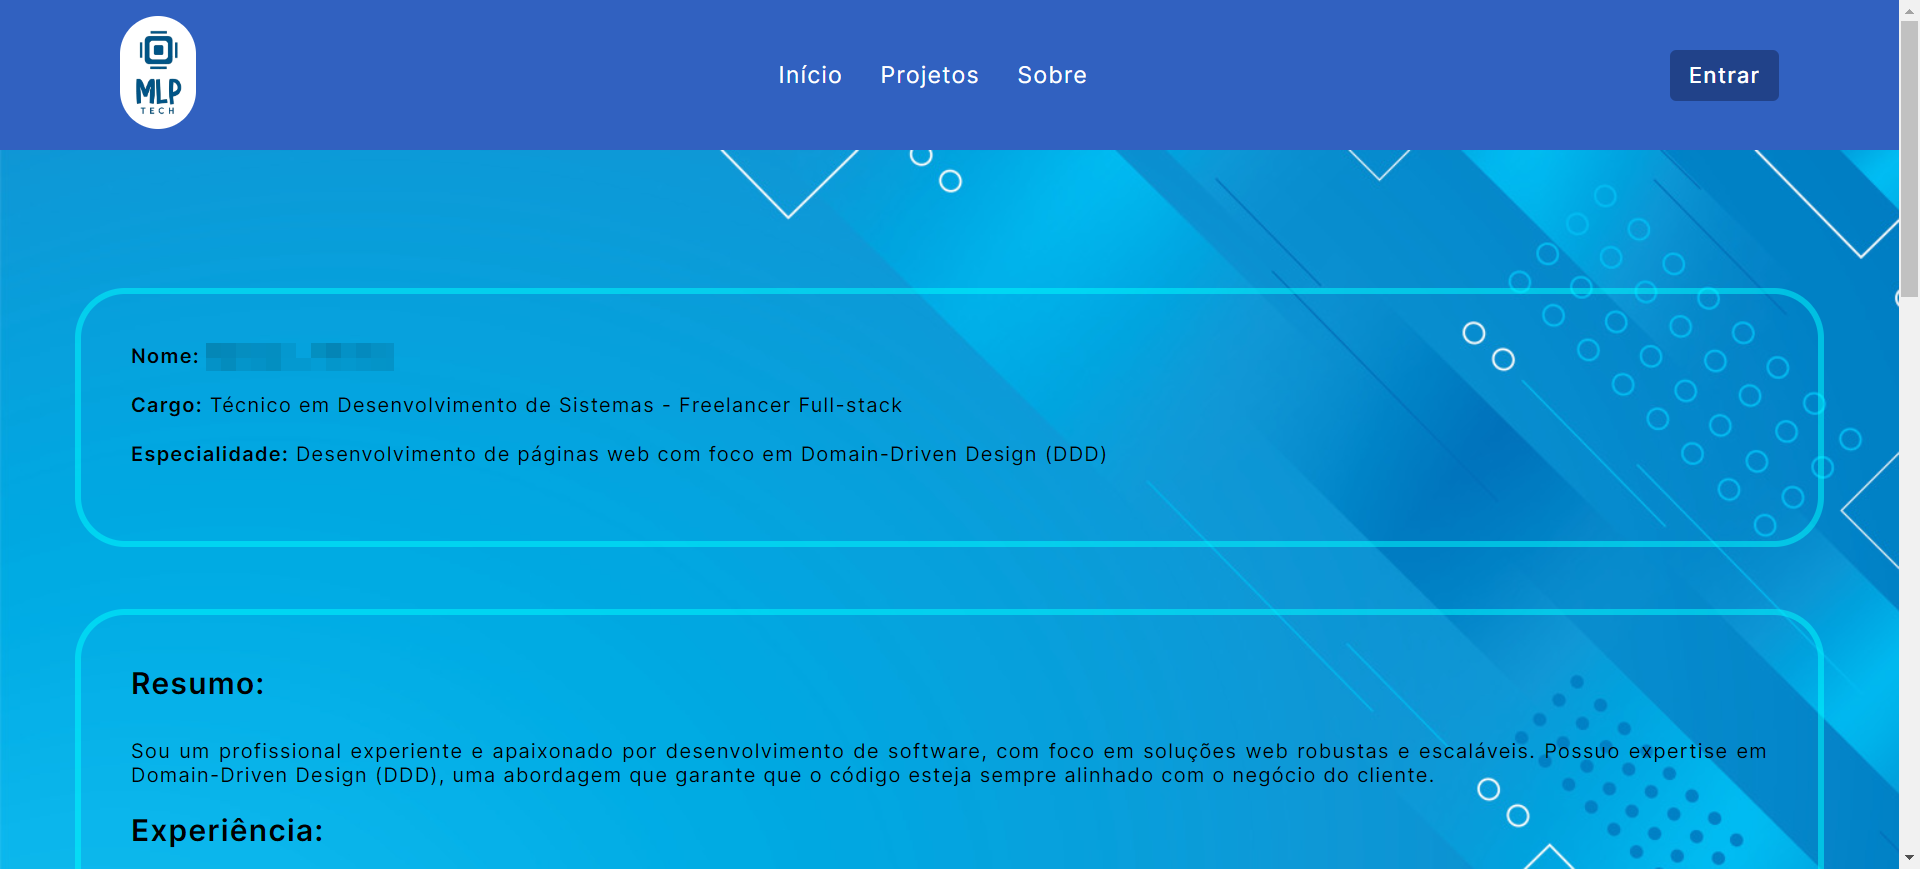 MLP
TECH
Início Projetos Sobre
Entrar
Nome:
Cargo: Técnico em Desenvolvimento de Sistemas - Freelancer Full-stack
Especialidade: Desenvolvimento de páginas web com foco em Domain-Driven Design (DDD)
Resumo:
Sou um profissional experiente e apaixonado por desenvolvimento de software, com foco em soluções web robustas e escaláveis. Possuo expertise em
Domain-Driven Design (DDD), uma abordagem que garante que o código esteja sempre alinhado com o negócio do cliente.
Experiência: